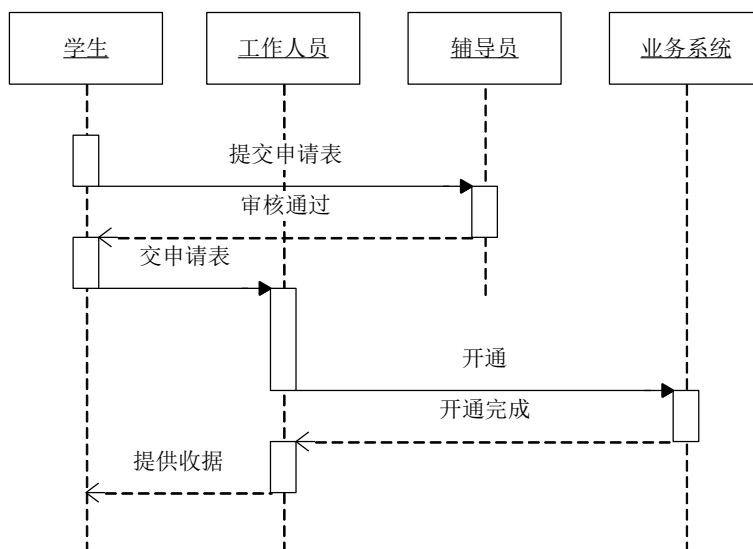 学生
工作人员
辅导员
业务系统
提交申请表
审核通过
交申请表
开通
开通完成
提供收据